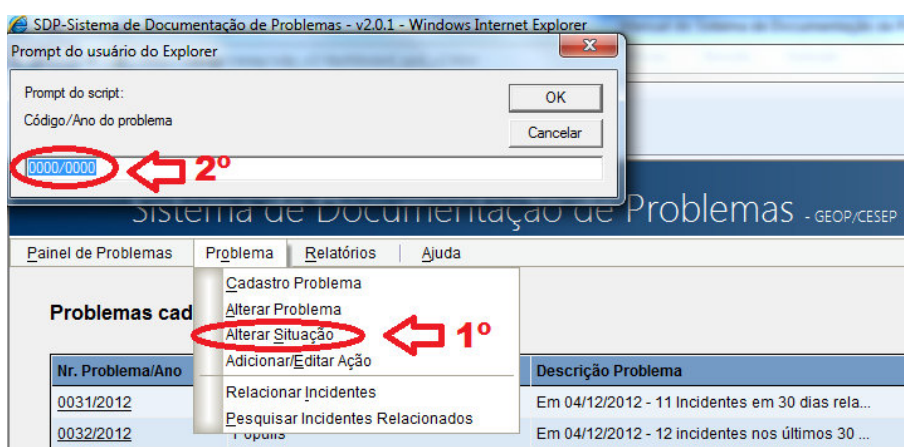 SDP-Sistema de Documentação de Problemas - v2.0.1 - Windows Internet Explorer
Prompt do usuário do Explorer
Prompt do script:
Código/Ano do problema
OK
Cancelar
0000/0000
2º
Sistema de Documentação de Problemas - GEOP/CESEP
Painel de Problemas Problema Relatórios | Ajuda
Cadastro Problema
Alterar Problema
Alterar Situação
1º
Adicionar/Editar Ação
Relacionar Incidentes
Pesquisar Incidentes Relacionados
Problemas cad
Nr. Problema/Ano Descrição Problema
0031/2012 Em 04/12/2012 - 11 Incidentes em 30 dias rela...
0032/2012 Populis Em 04/12/2012 - 12 incidentes nos últimos 30 ...